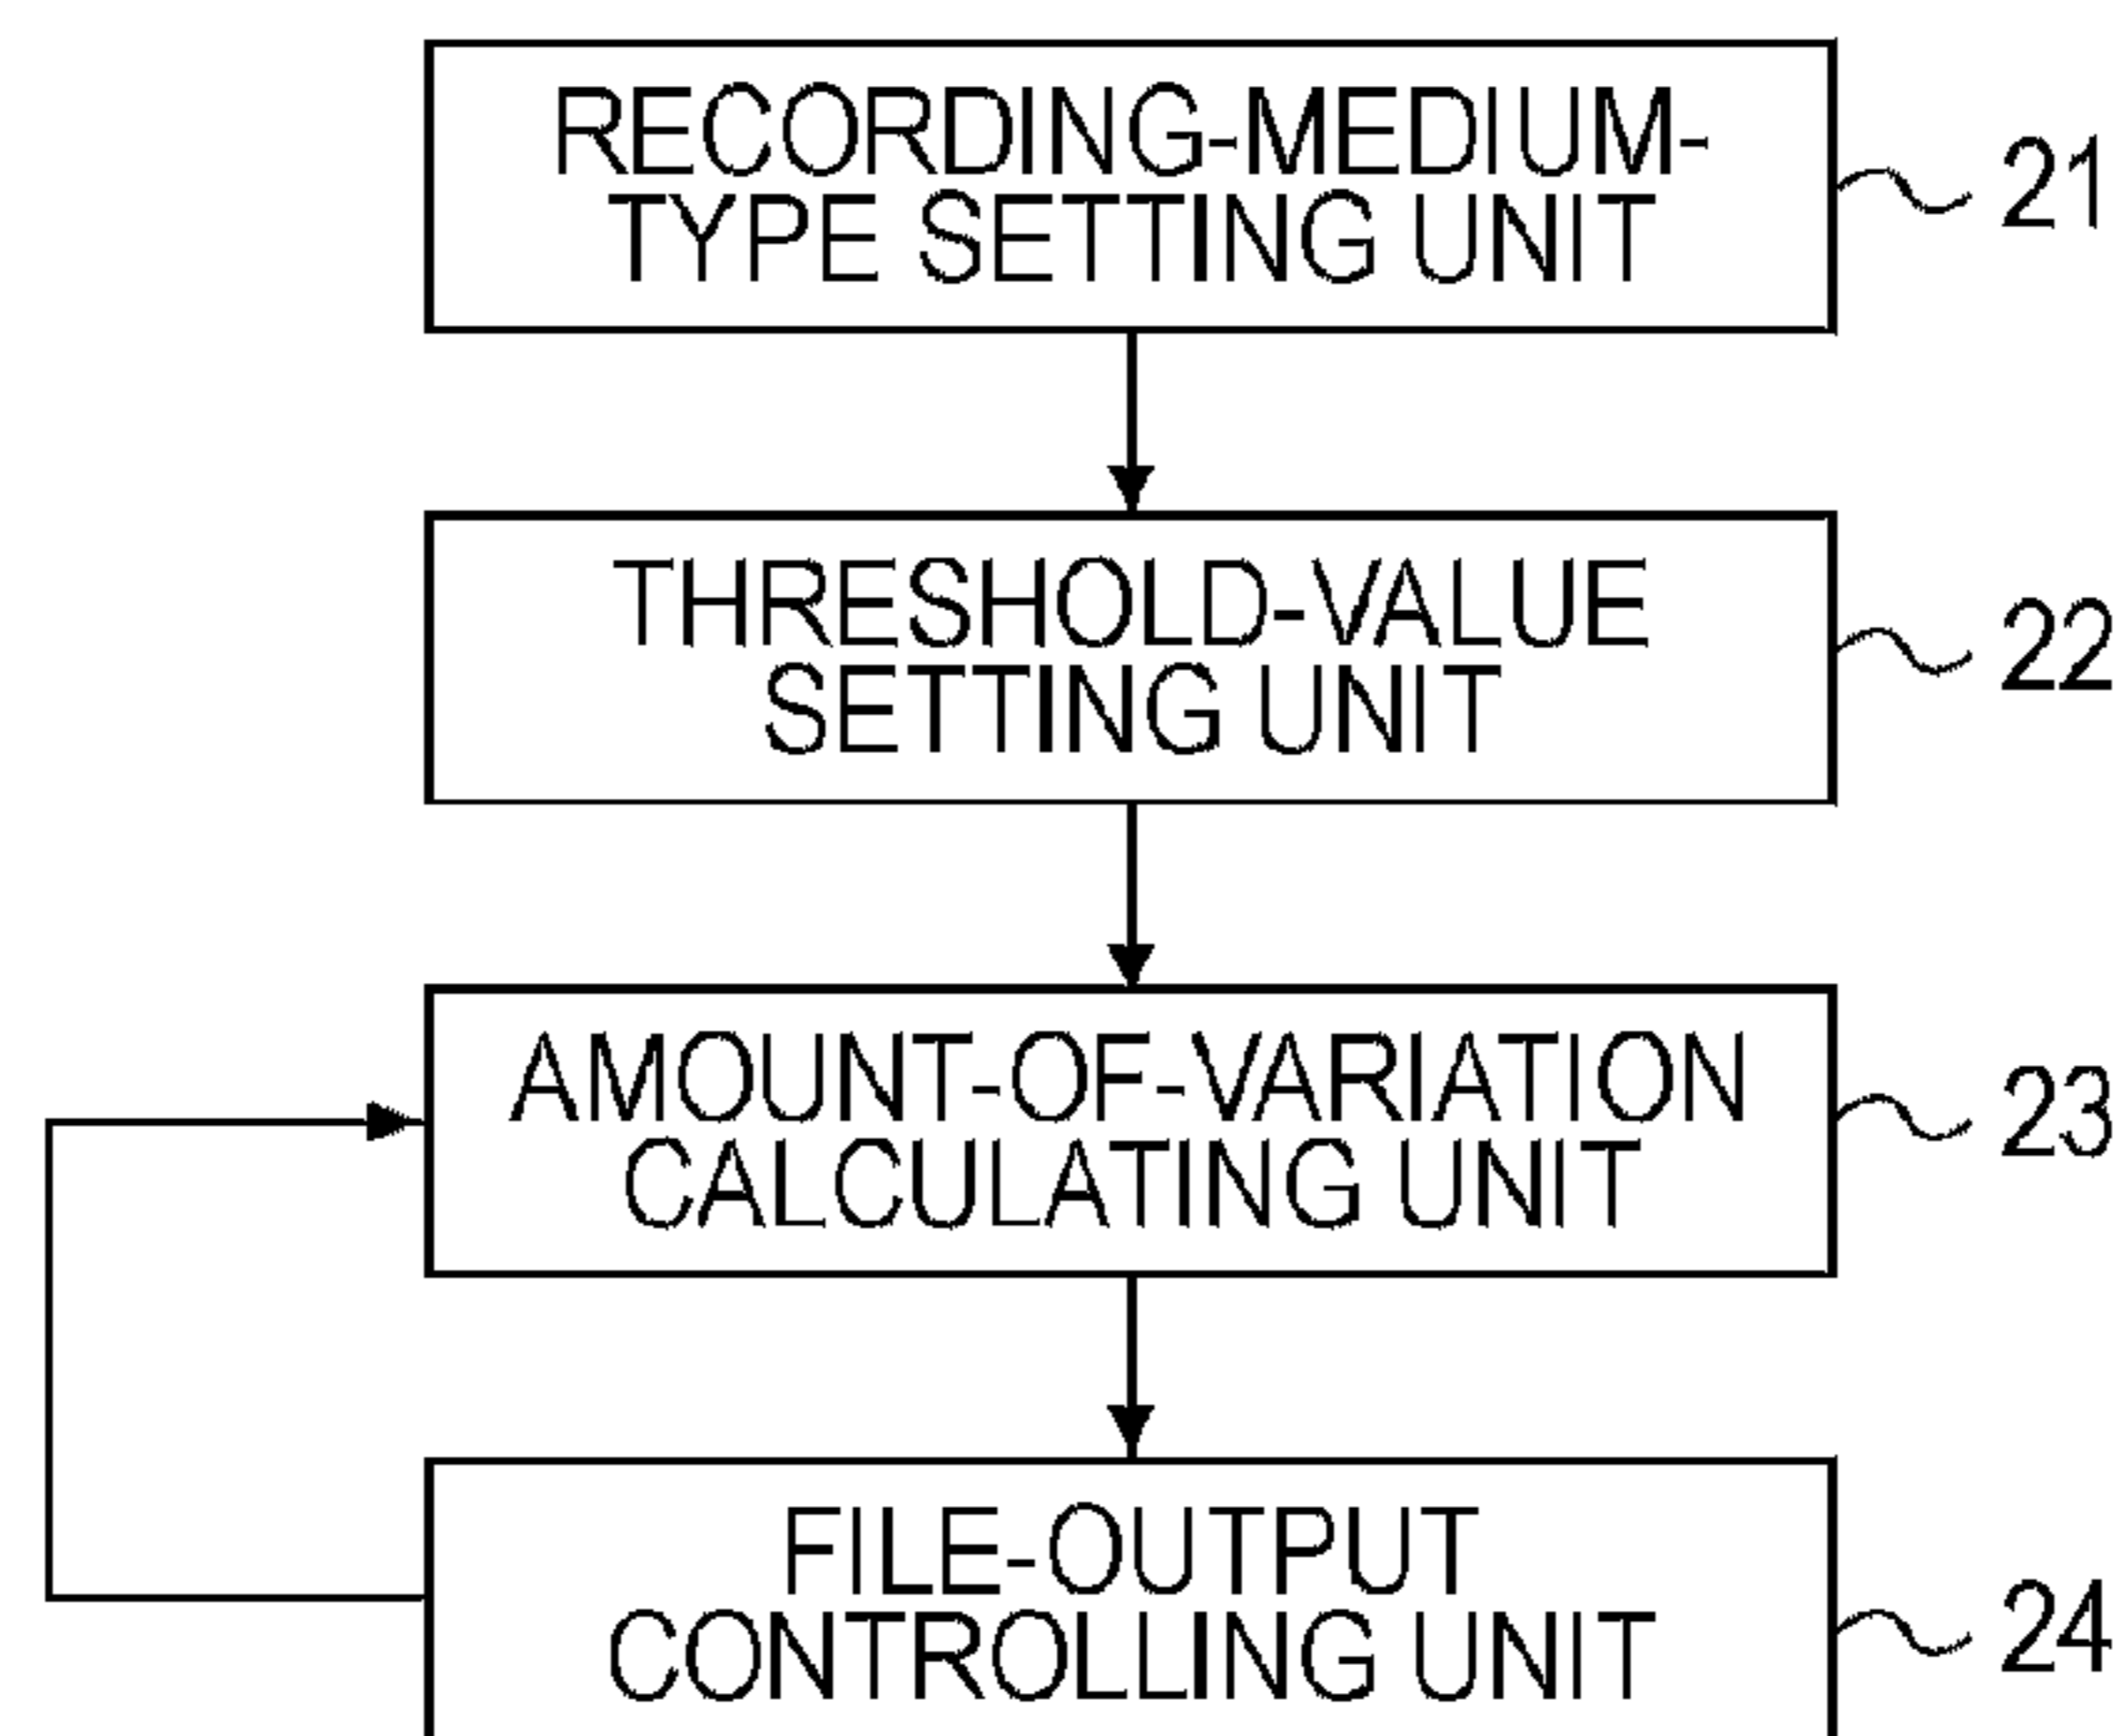 RECORDING-MEDIUM-
TYPE SETTING UNIT
21
THRESHOLD-VALUE
SETTING UNIT
22
AMOUNT-OF-VARIATION
CALCULATING UNIT
23
FILE-OUTPUT
CONTROLLING UNIT
24